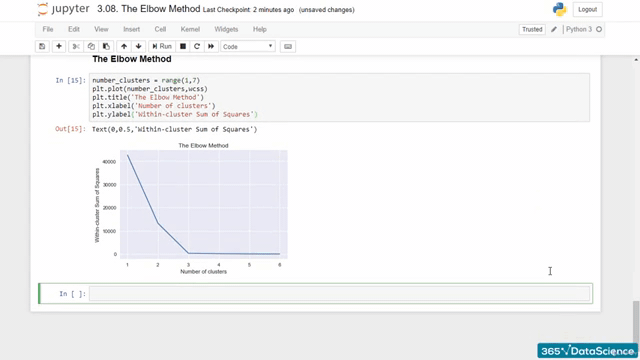 jupyter 3.08. The Elbow Method Last Checkpoint: 2 minutes ago (unsaved changes) Logout
File Edit View Insert Cell Kernel Widgets Help Trusted Python 3
Run Code
The Elbow Method
In [15]: number_clusters = range(1,7)
plt.plot(number_clusters,wcss)
plt.title('The Elbow Method')
plt.xlabel('Number of clusters')
plt.ylabel('Within-cluster Sum of Squares')
Out[15]: Text(0,0.5,'Within-cluster Sum of Squares')
The Elbow Method
Within-cluster Sum of Squares
40000
30000
20000
10000
0
1 2 3 4 5 6
Number of clusters
In [ ]:
365 DataScience